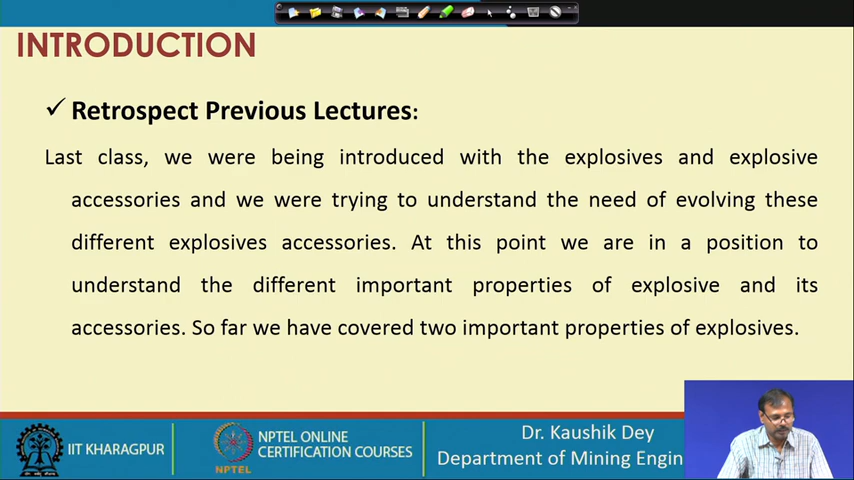 INTRODUCTION
✓ Retrospect Previous Lectures:
Last class, we were being introduced with the explosives and explosive
accessories and we were trying to understand the need of evolving these
different explosives accessories. At this point we are in a position to
understand the different important properties of explosive and its
accessories. So far we have covered two important properties of explosives.
IIT KHARAGPUR
NPTEL
NPTEL ONLINE
CERTIFICATION COURSES
Dr. Kaushik Dey
Department of Mining Engin